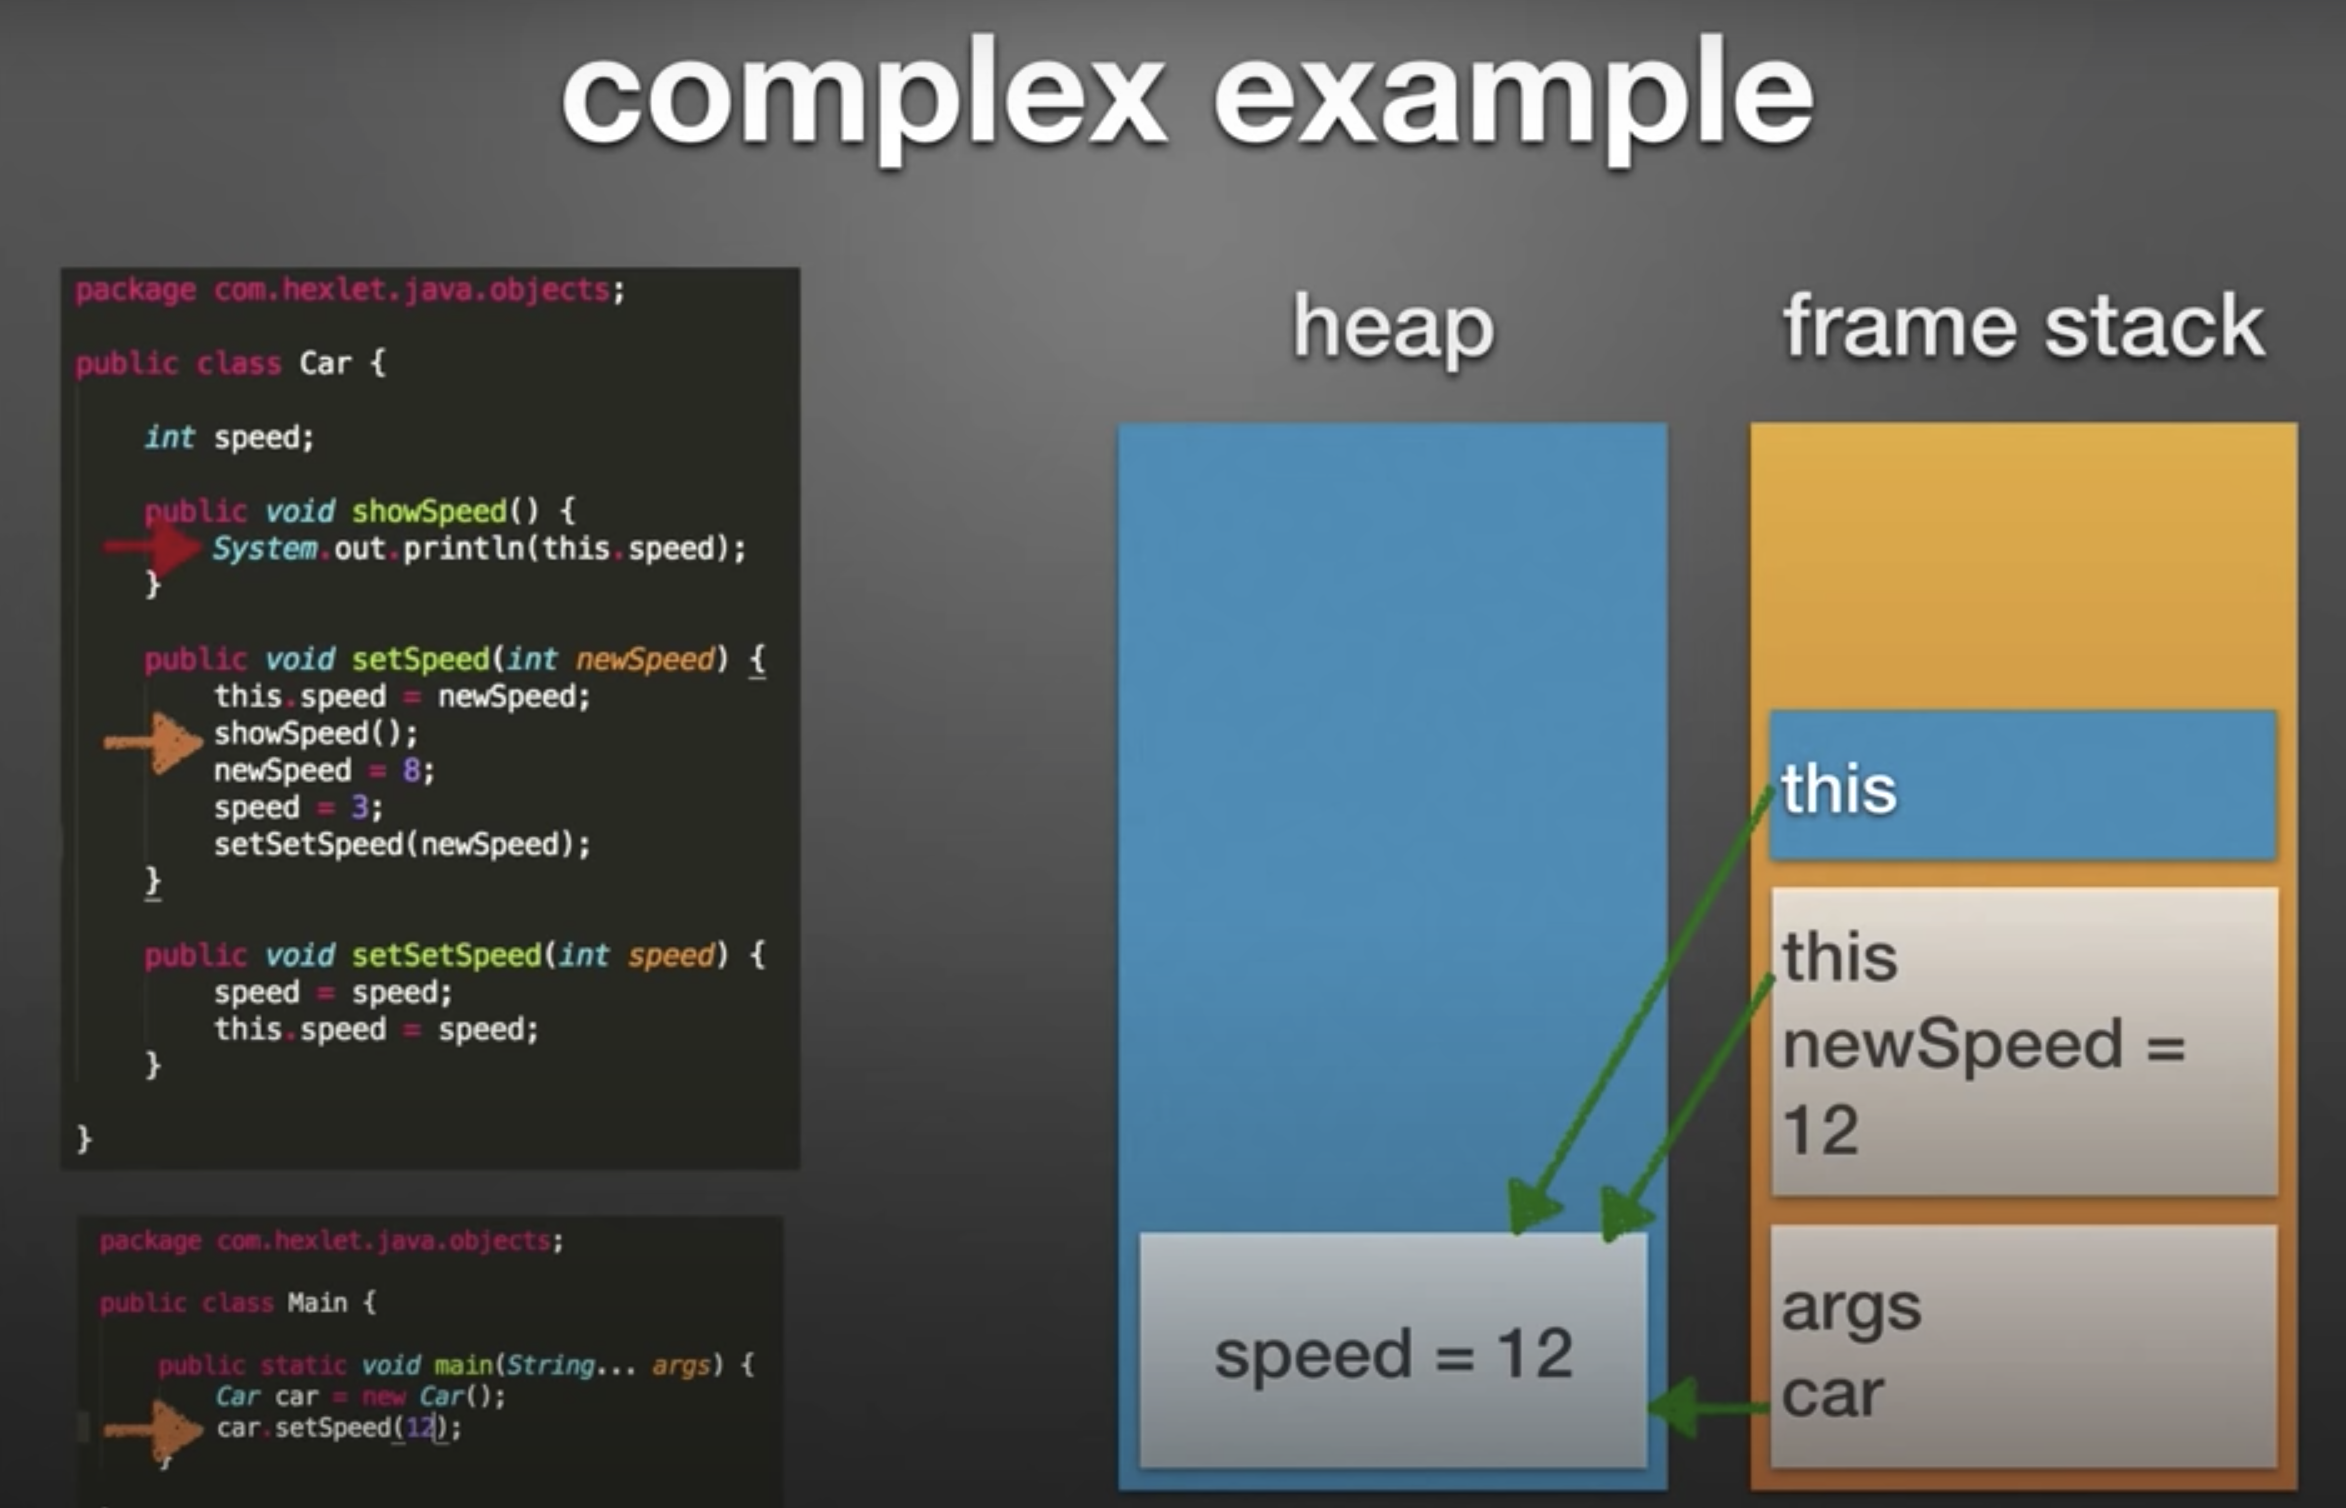 complex example
package com.hexlet.java.objects;
public class Car {
int speed;
public void showSpeed() {
System.out.println(this.speed);
}
public void setSpeed(int newSpeed) {
this.speed = newSpeed;
showSpeed();
newSpeed = 8;
speed = 3;
setSetSpeed(newSpeed);
}
public void setSetSpeed(int speed) {
speed = speed;
this.speed = speed;
}
}
package com.hexlet.java.objects;
public class Main {
public static void main(String... args) {
Car car = new Car();
car.setSpeed(12);
}
heap
speed = 12
frame stack
this
this
newSpeed =
12
args
car